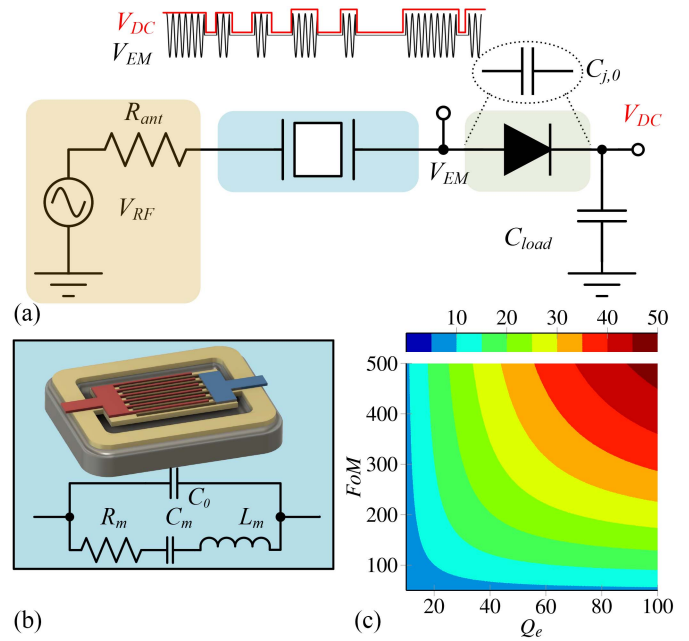 V_DC
V_EM
C_j,0
R_ant
V_DC
V_EM
V_RF
C_load
(a)
10 20 30 40 50
500
400
300
200
100
FoM
20 40 60 80 100
Q_e
C_0
R_m C_m L_m
(b)
(c)